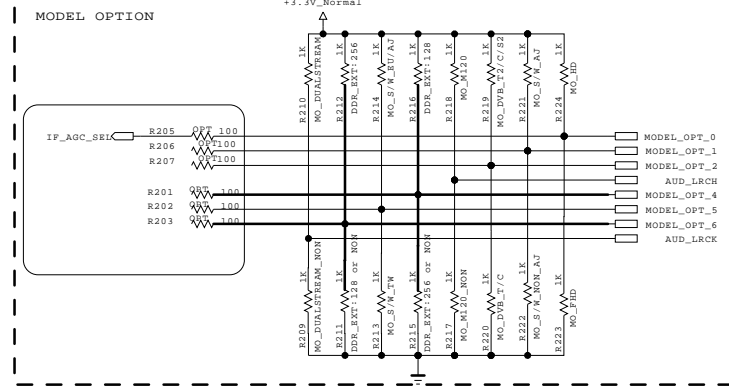 +3.3V_Normal
MODEL OPTION
R210 1K MO_DUALSTREAM
R212 1K DDR_EXT:256
R214 1K MO_S/W_EU/AJ
R216 1K DDR_EXT:128
R218 1K MO_M120
R219 1K MO_DVB_T2/C/S2
R221 1K MO_S/W_AJ
R224 1K MO_HD
IF_AGC_SEL R205 OPT 100 MODEL_OPT_0
R206 OPT 100 MODEL_OPT_1
R207 OPT 100 MODEL_OPT_2
AUD_LRCH
R201 OPT 100 MODEL_OPT_4
R202 OPT 100 MODEL_OPT_5
R203 OPT 100 MODEL_OPT_6
AUD_LRCK
R209 1K MO_DUALSTREAM_NON
R211 1K DDR_EXT:128 or NON
R213 1K MO_S/W_TW
R215 1K DDR_EXT:256 or NON
R217 1K MO_M120_NON
R220 1K MO_DVB_T/C
R222 1K MO_S/W_NON_AJ
R223 1K MO_FHD